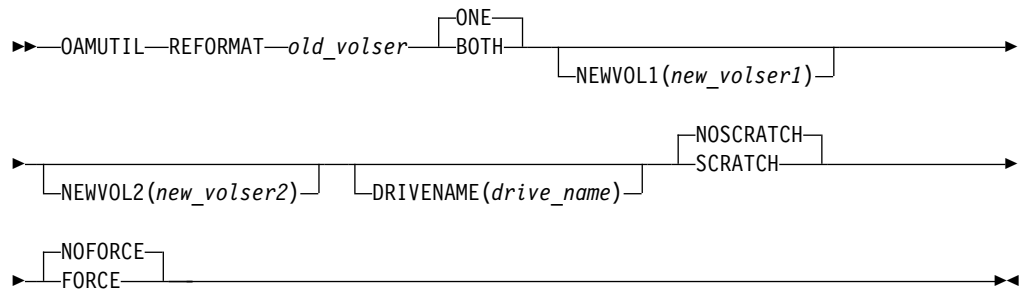 ONE
OAMUTIL REFORMAT old_volser BOTH
NEWVOL1(new_volser1)
NOSCRATCH
SCRATCH
NEWVOL2(new_volser2) DRIVENAME(drive_name)
NOFORCE
FORCE